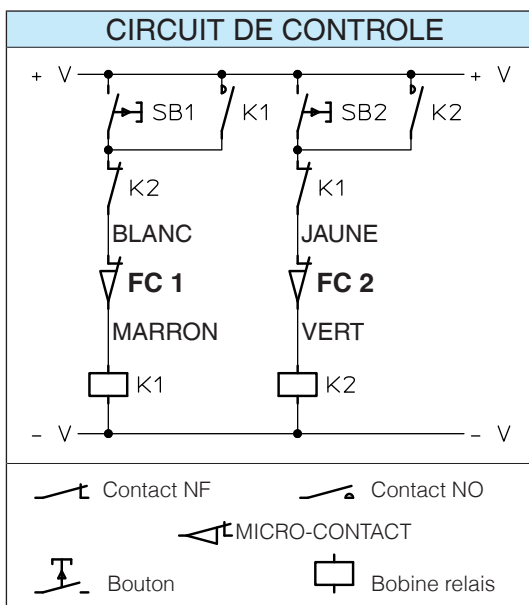 CIRCUIT DE CONTROLE
+ V + V
SB1 K1 SB2 K2
K2 K1
BLANC JAUNE
FC 1 FC 2
MARRON VERT
K1 K2
– V – V
Contact NF Contact NO
MICRO-CONTACT
Bouton Bobine relais